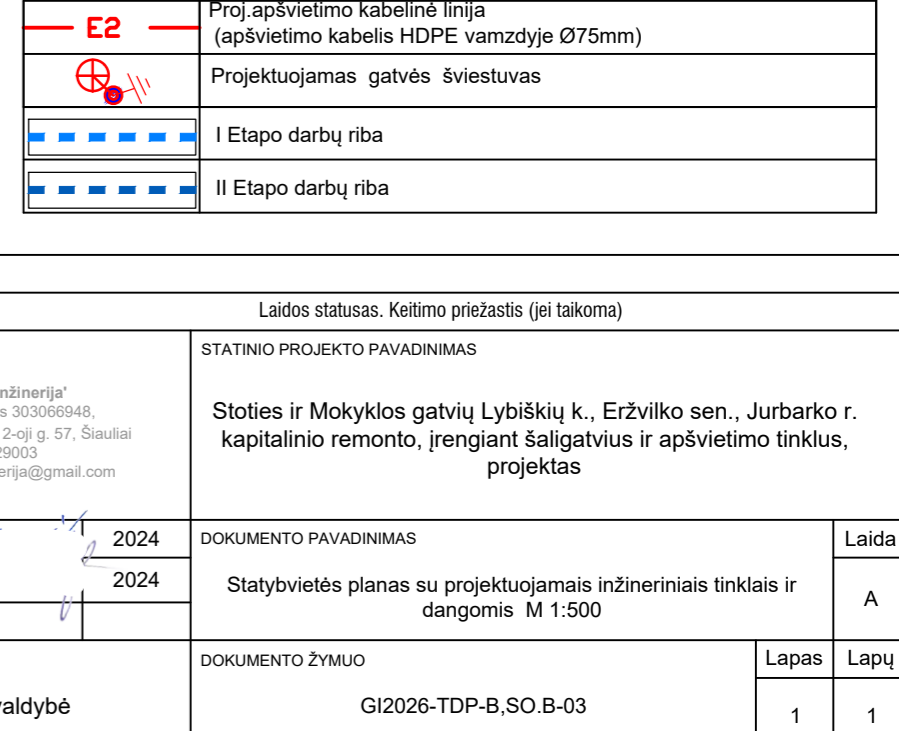 Proj.apšvietimo kabelinė linija
E2
(apšvietimo kabelis HDPE vamzdyje Ø75mm)
Projektuojamas gatvės šviestuvas
I Etapo darbų riba
II Etapo darbų riba
Laidos statusas. Keitimo priežastis (jei taikoma)
STATINIO PROJEKTO PAVADINIMAS
nžinerija'
s 303066948,
2-oji g. 57, Šiauliai
29003
erija@gmail.com
Stoties ir Mokyklos gatvių Lybiškių k., Eržvilko sen., Jurbarko r.
kapitalinio remonto, įrengiant šaligatvius ir apšvietimo tinklus,
projektas
2024
2024
DOKUMENTO PAVADINIMAS
Laida
Statybvietės planas su projektuojamais inžineriniais tinklais ir
dangomis M 1:500
A
DOKUMENTO ŽYMUO
Lapas
Lapų
valdybė
GI2026-TDP-B,SO.B-03
1
1